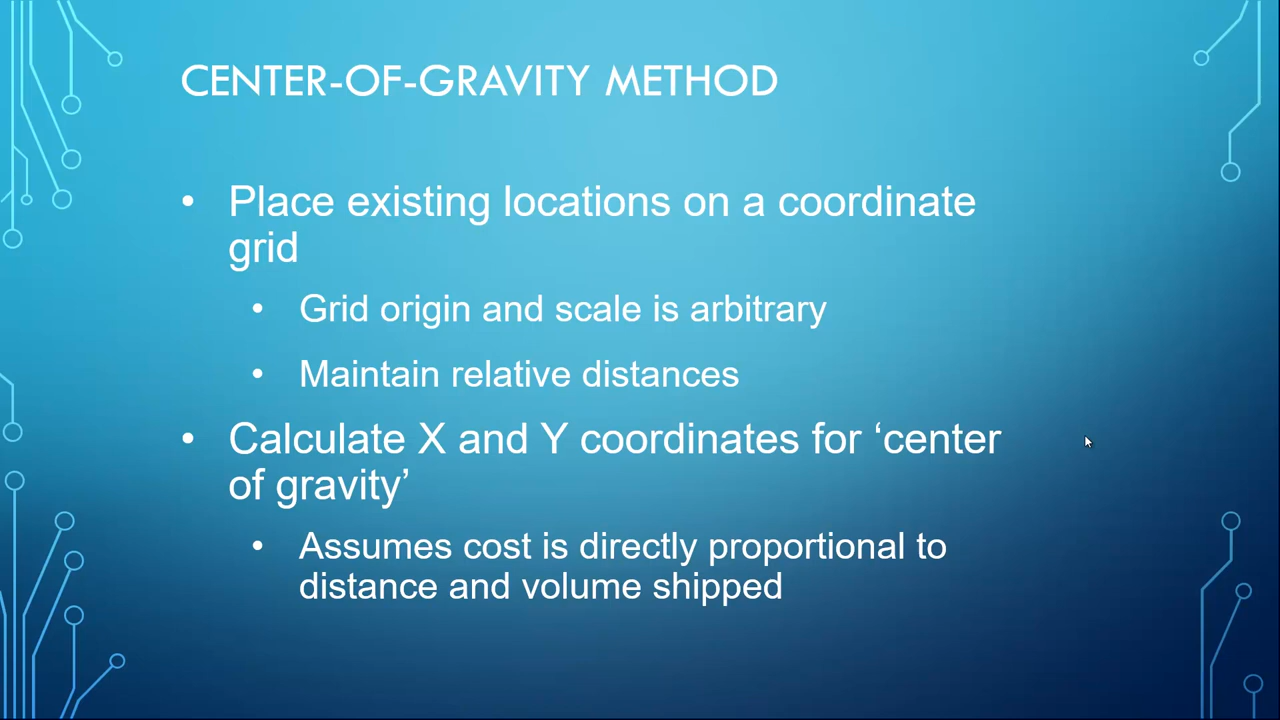 CENTER-OF-GRAVITY METHOD
• Place existing locations on a coordinate
grid
• Grid origin and scale is arbitrary
• Maintain relative distances
• Calculate X and Y coordinates for ‘center
of gravity’
• Assumes cost is directly proportional to
distance and volume shipped